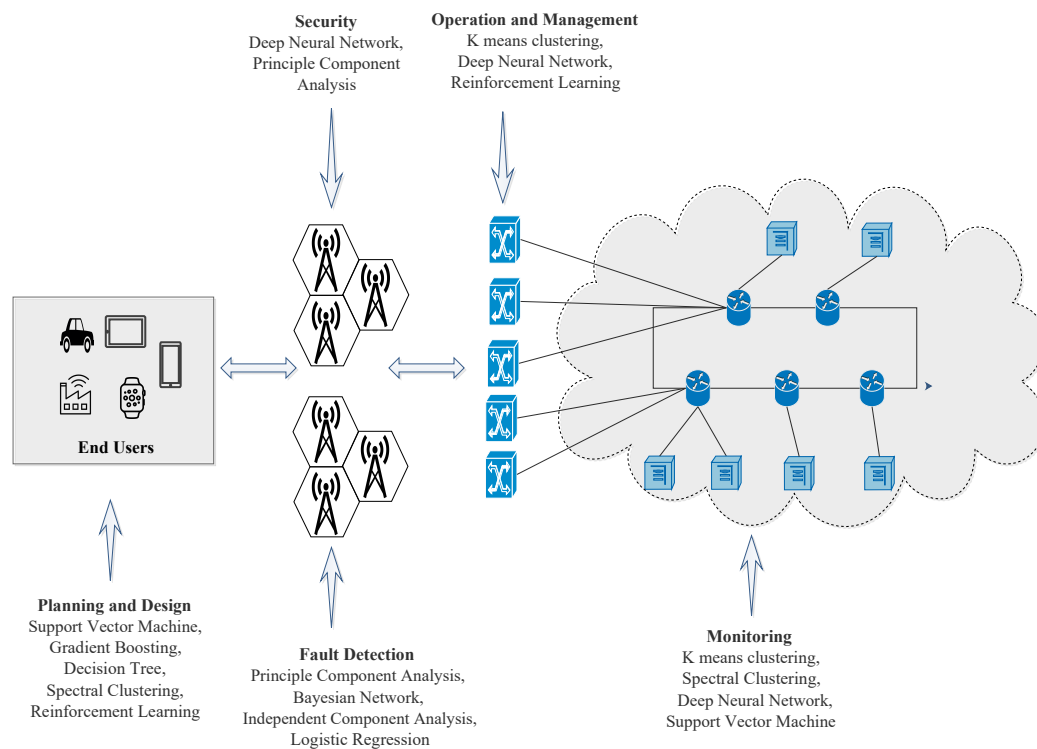 Security
Deep Neural Network,
Principle Component
Analysis
Operation and Management
K means clustering,
Deep Neural Network,
Reinforcement Learning
End Users
Planning and Design
Support Vector Machine,
Gradient Boosting,
Decision Tree,
Spectral Clustering,
Reinforcement Learning
Fault Detection
Principle Component Analysis,
Bayesian Network,
Independent Component Analysis,
Logistic Regression
Monitoring
K means clustering,
Spectral Clustering,
Deep Neural Network,
Support Vector Machine